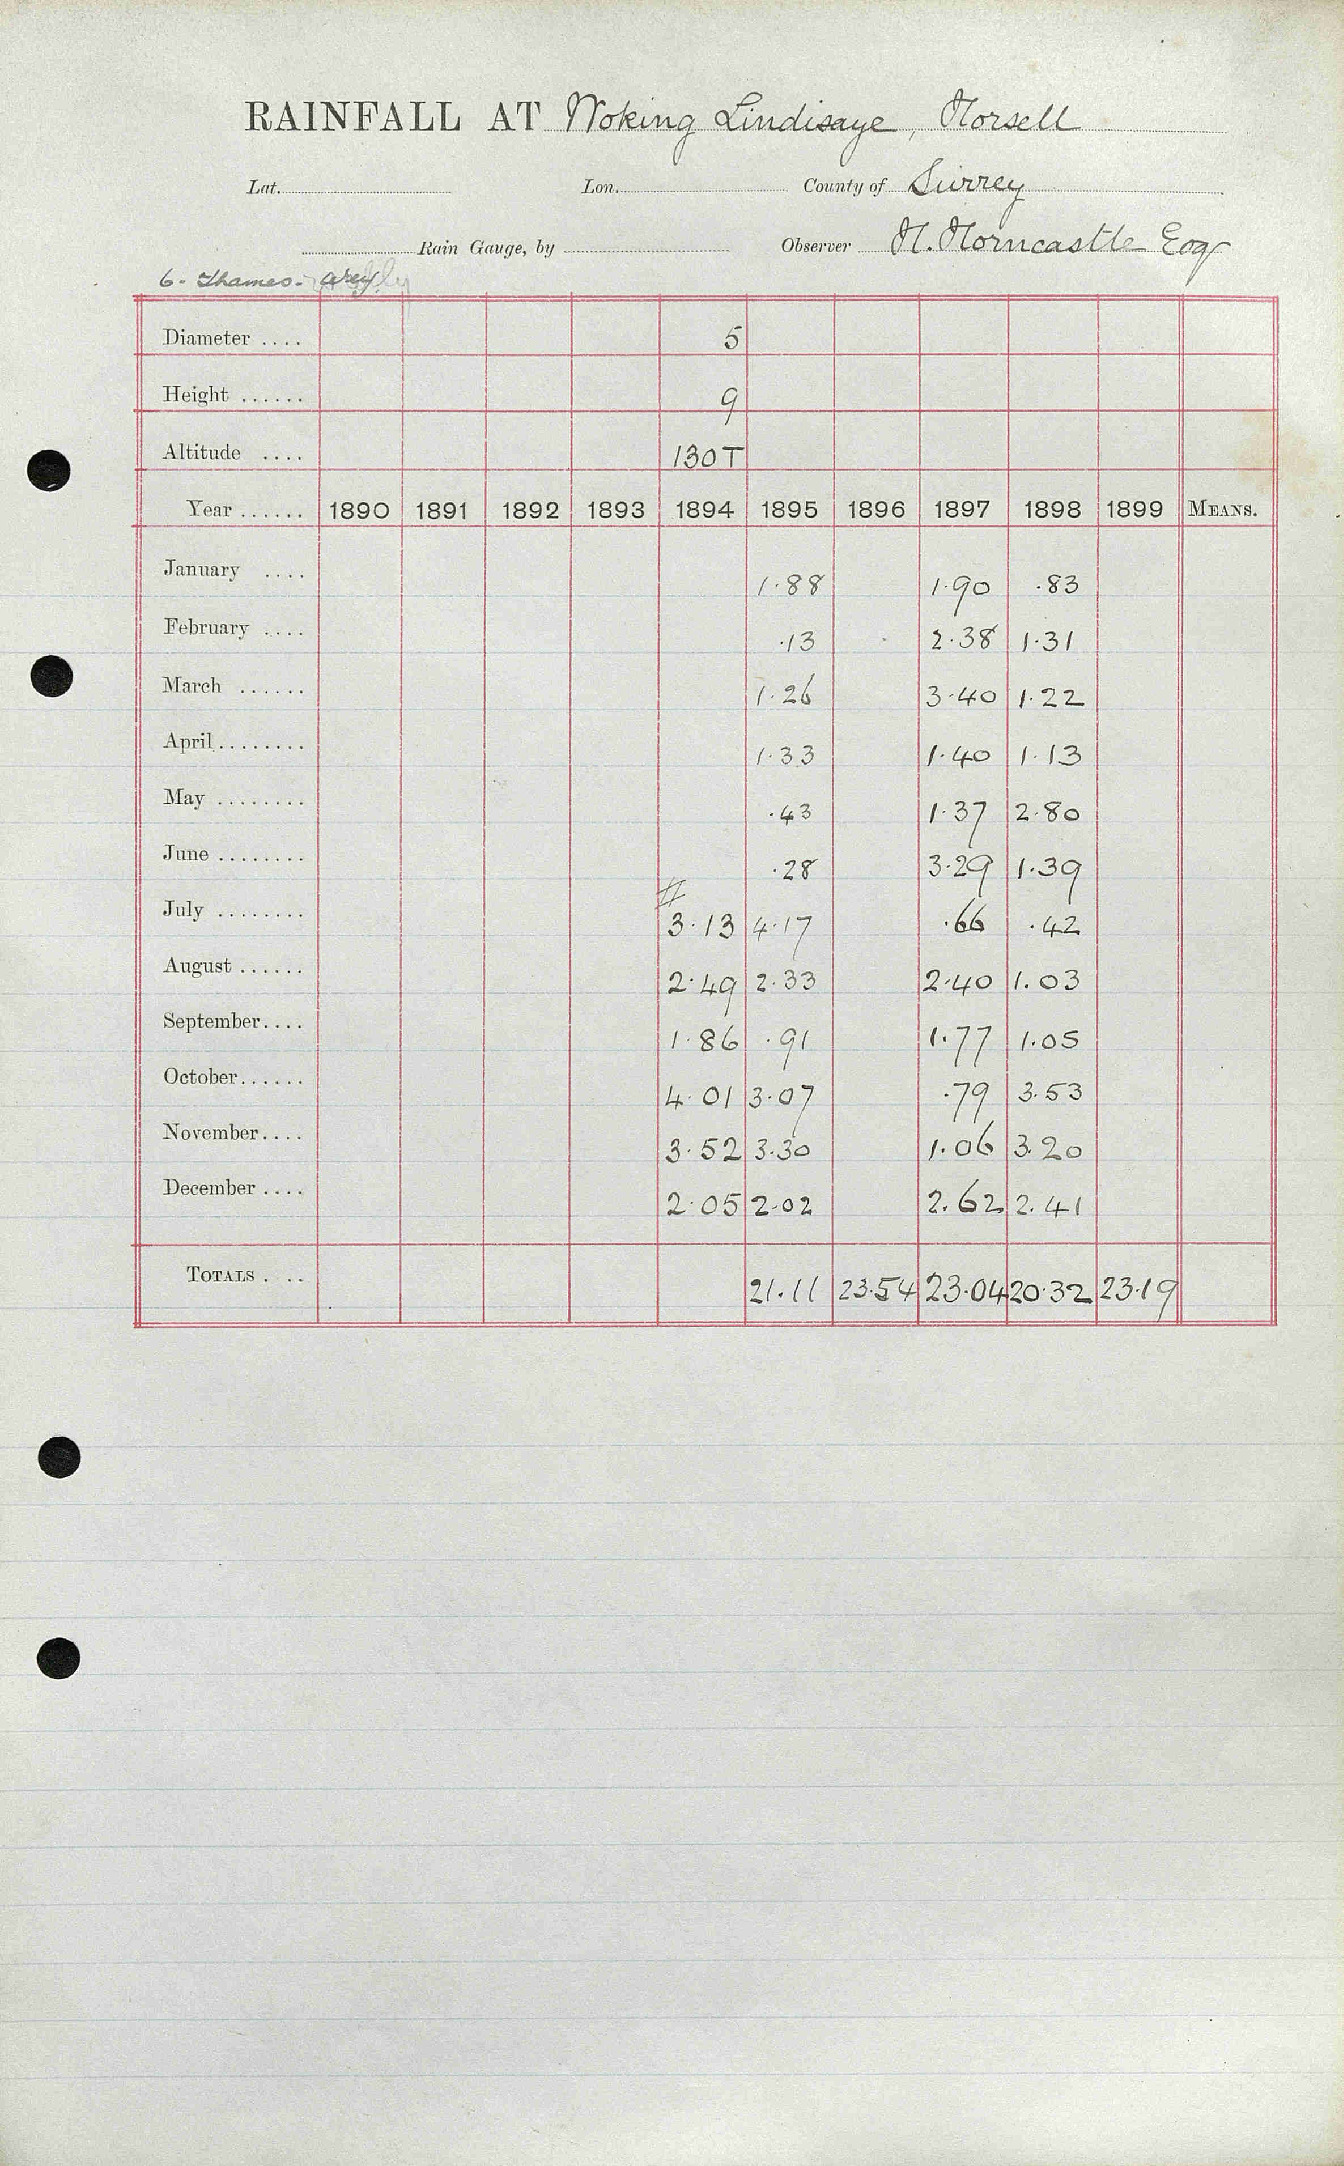 RAINFALL AT Woking Lindisaye, Horsell
Lat. Lon. County of Surrey
Rain Gauge, by Observer H. Horncastle Esq
6. Thames. Wey
Diameter .... 5
Height ...... 9
Altitude .... 130T
Year ...... 1890 1891 1892 1893 1894 1895 1896 1897 1898 1899 MEANS.
January .... 1.88 1.90 .83
February .... .13 2.38 1.31
March ...... 1.26 3.40 1.22
April........ 1.33 1.40 1.13
May ........ .43 1.37 2.80
June ........ .28 3.29 1.39
July ........ # 3.13 4.17 .66 .42
August ...... 2.49 2.33 2.40 1.03
September.... 1.86 .91 1.77 1.05
October...... 4.01 3.07 .79 3.53
November.... 3.52 3.30 1.06 3.20
December .... 2.05 2.02 2.62 2.41
TOTALS . .. 21.11 23.54 23.04 20.32 23.19